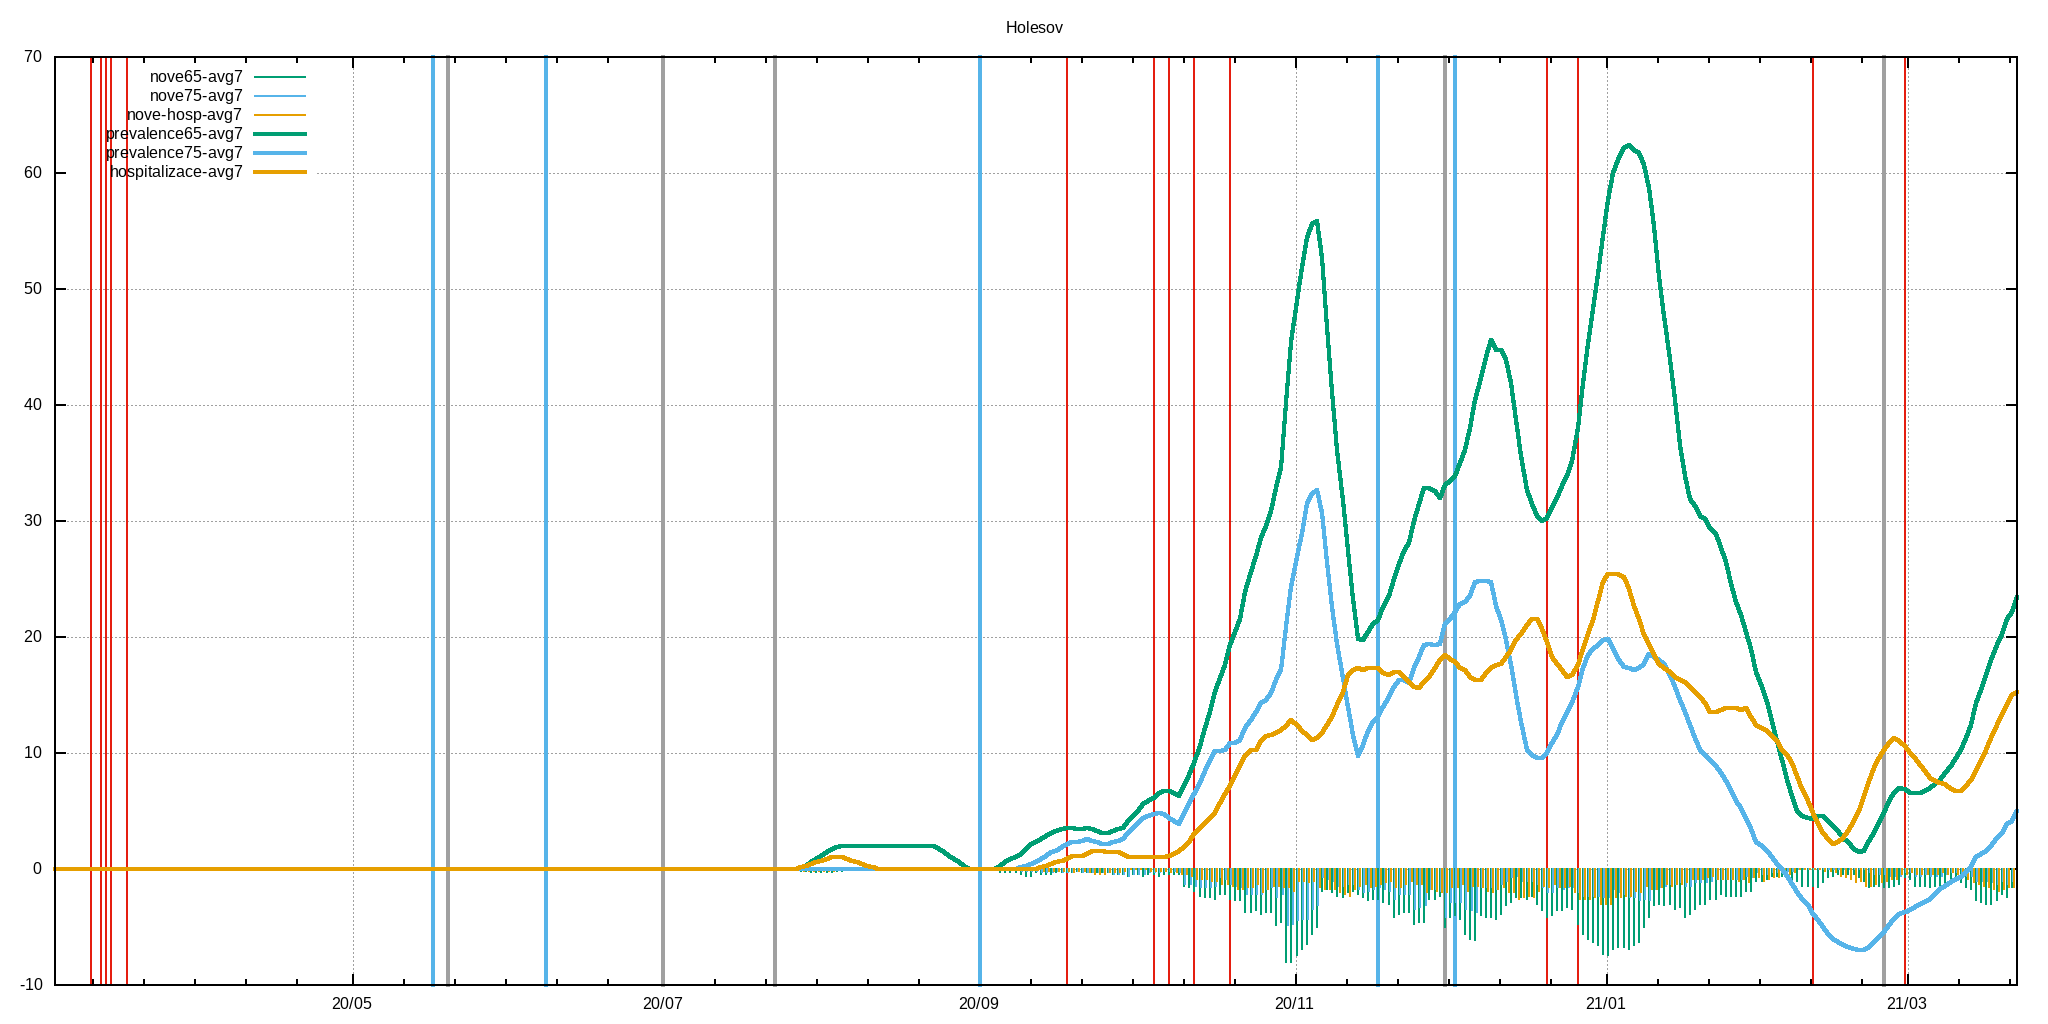 Holesov
70
60
50
40
30
20
10
0
-10
nove65-avg7
nove75-avg7
nove-hosp-avg7
prevalence65-avg7
prevalence75-avg7
hospitalizace-avg7
20/05 20/07 20/09 20/11 21/01 21/03